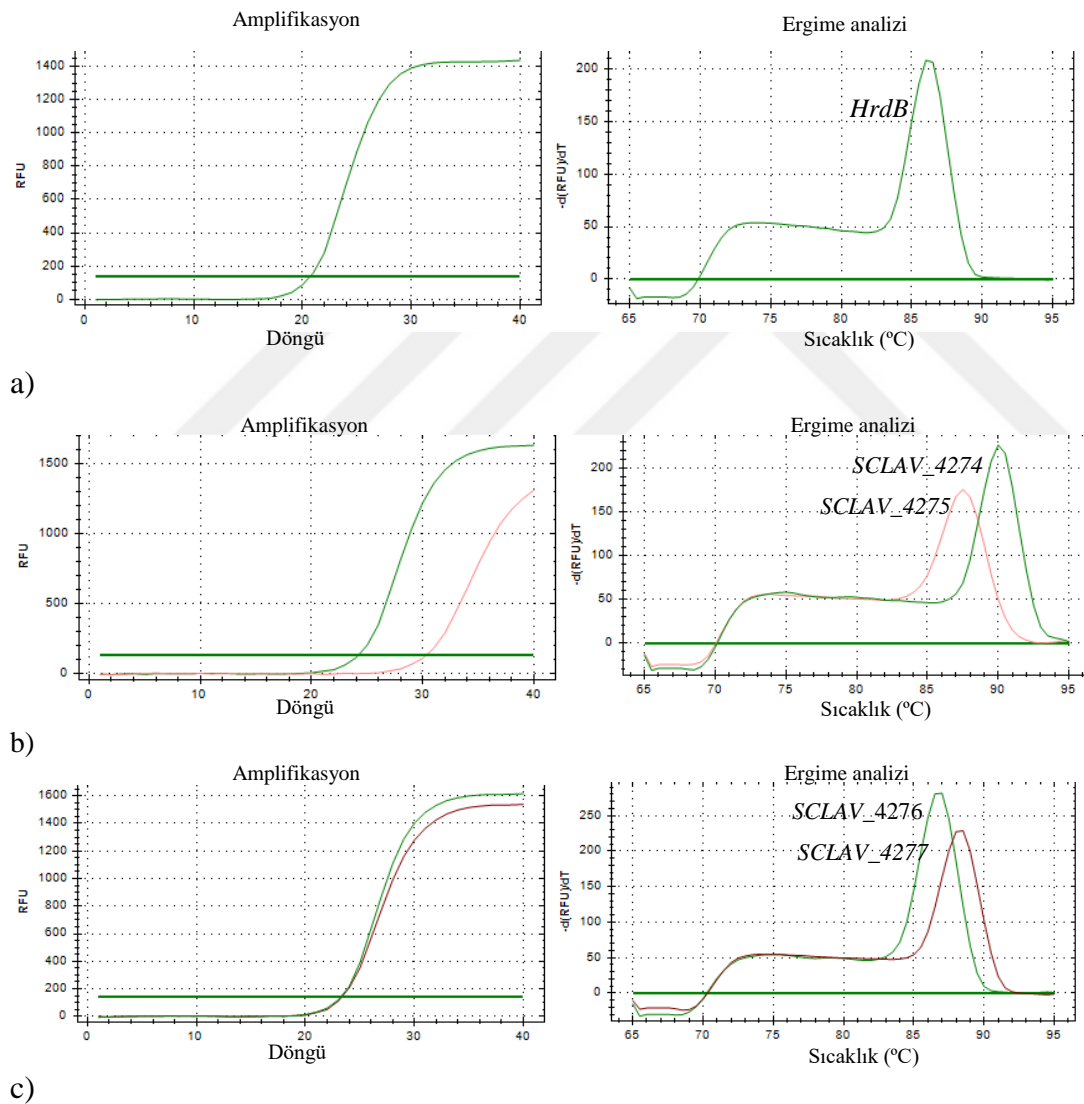 Amplifikasyon
Ergime analizi
RFU
1400
1200
1000
800
600
400
200
0
0 10 20 30 40
Döngü
-d(RFU)/dT
200
150
100
50
0
HrdB
65 70 75 80 85 90 95
Sıcaklık (ºC)
a)
Amplifikasyon
Ergime analizi
RFU
1500
1000
500
0
0 10 20 30 40
Döngü
-d(RFU)/dT
200
150
100
50
0
SCLAV_4274
SCLAV_4275
65 70 75 80 85 90 95
Sıcaklık (ºC)
b)
Amplifikasyon
Ergime analizi
RFU
1600
1400
1200
1000
800
600
400
200
0
0 10 20 30 40
Döngü
-d(RFU)/dT
250
200
150
100
50
0
SCLAV_4276
SCLAV_4277
65 70 75 80 85 90 95
Sıcaklık (ºC)
c)